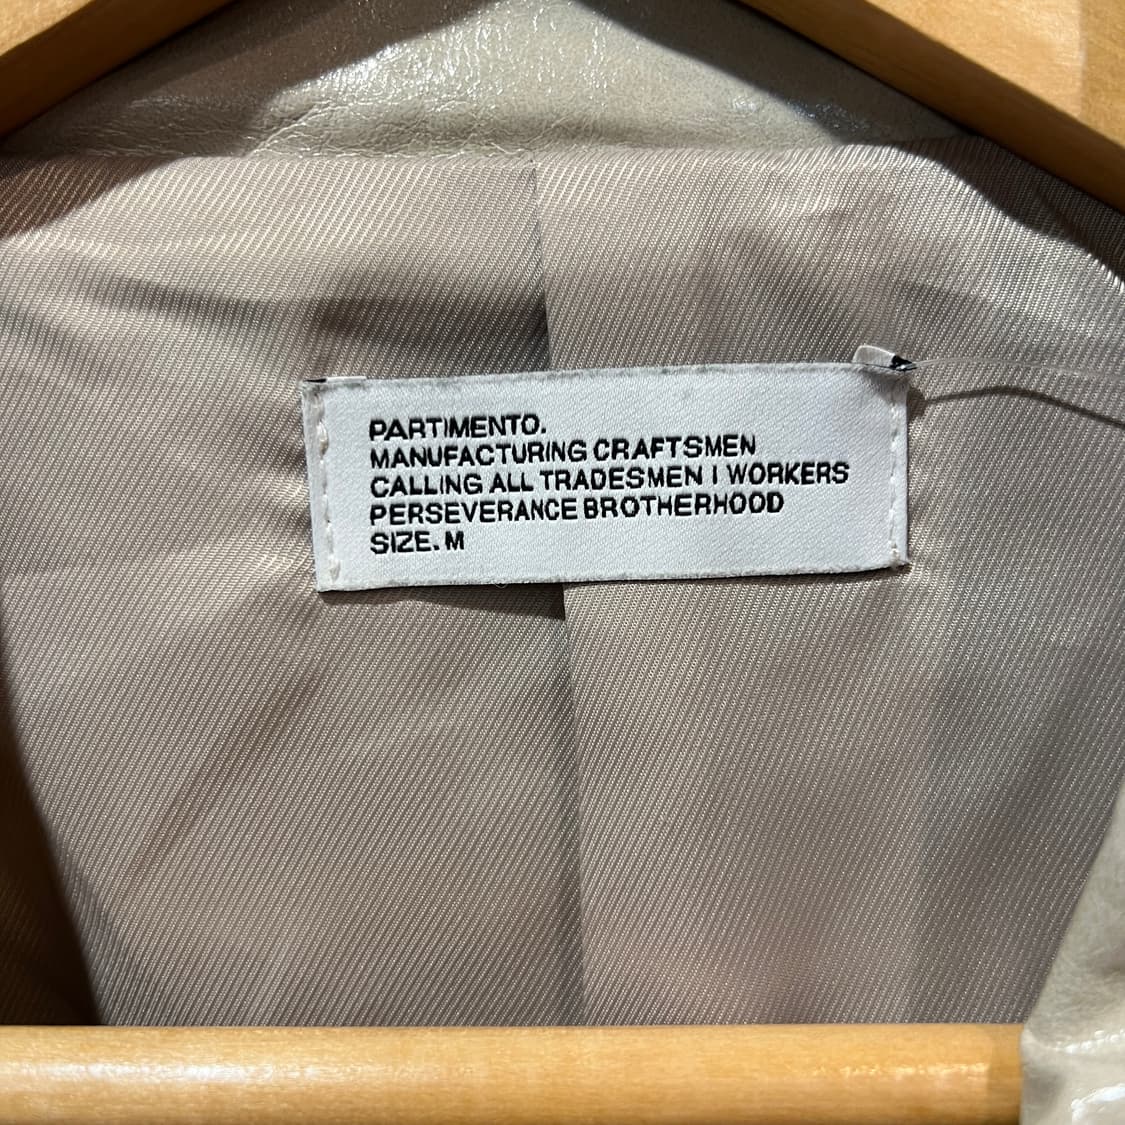 PARTIMENTO.
MANUFACTURING CRAFTSMEN
CALLING ALL TRADESMEN I WORKERS
PERSEVERANCE BROTHERHOOD
SIZE. M